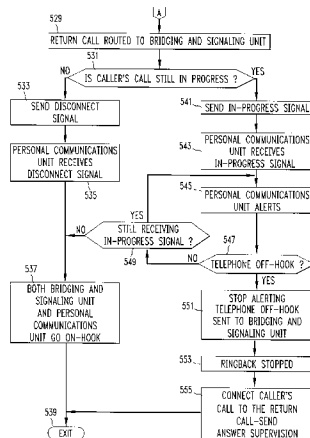 A
529
RETURN CALL ROUTED TO BRIDGING AND SIGNALING UNIT
531
IS CALLER'S CALL STILL IN PROGRESS ?
NO
YES
533
SEND DISCONNECT
SIGNAL
541
SEND IN-PROGRESS SIGNAL
PERSONAL COMMUNICATIONS
UNIT RECEIVES
DISCONNECT SIGNAL
535
543
PERSONAL COMMUNICATIONS
UNIT RECEIVES
IN-PROGRESS SIGNAL
545
PERSONAL COMMUNICATIONS
UNIT ALERTS
YES
NO
STILL RECEIVING
IN-PROGRESS SIGNAL ?
549
547
NO
TELEPHONE OFF-HOOK ?
YES
537
BOTH BRIDGING AND
SIGNALING UNIT
AND PERSONAL
COMMUNICATIONS
UNIT GO ON-HOOK
551
STOP ALERTING
TELEPHONE OFF-HOOK
SENT TO BRIDGING AND
SIGNALING UNIT
553
RINGBACK STOPPED
555
CONNECT CALLER'S
CALL TO THE RETURN
CALL-SEND
ANSWER SUPERVISION
539
EXIT